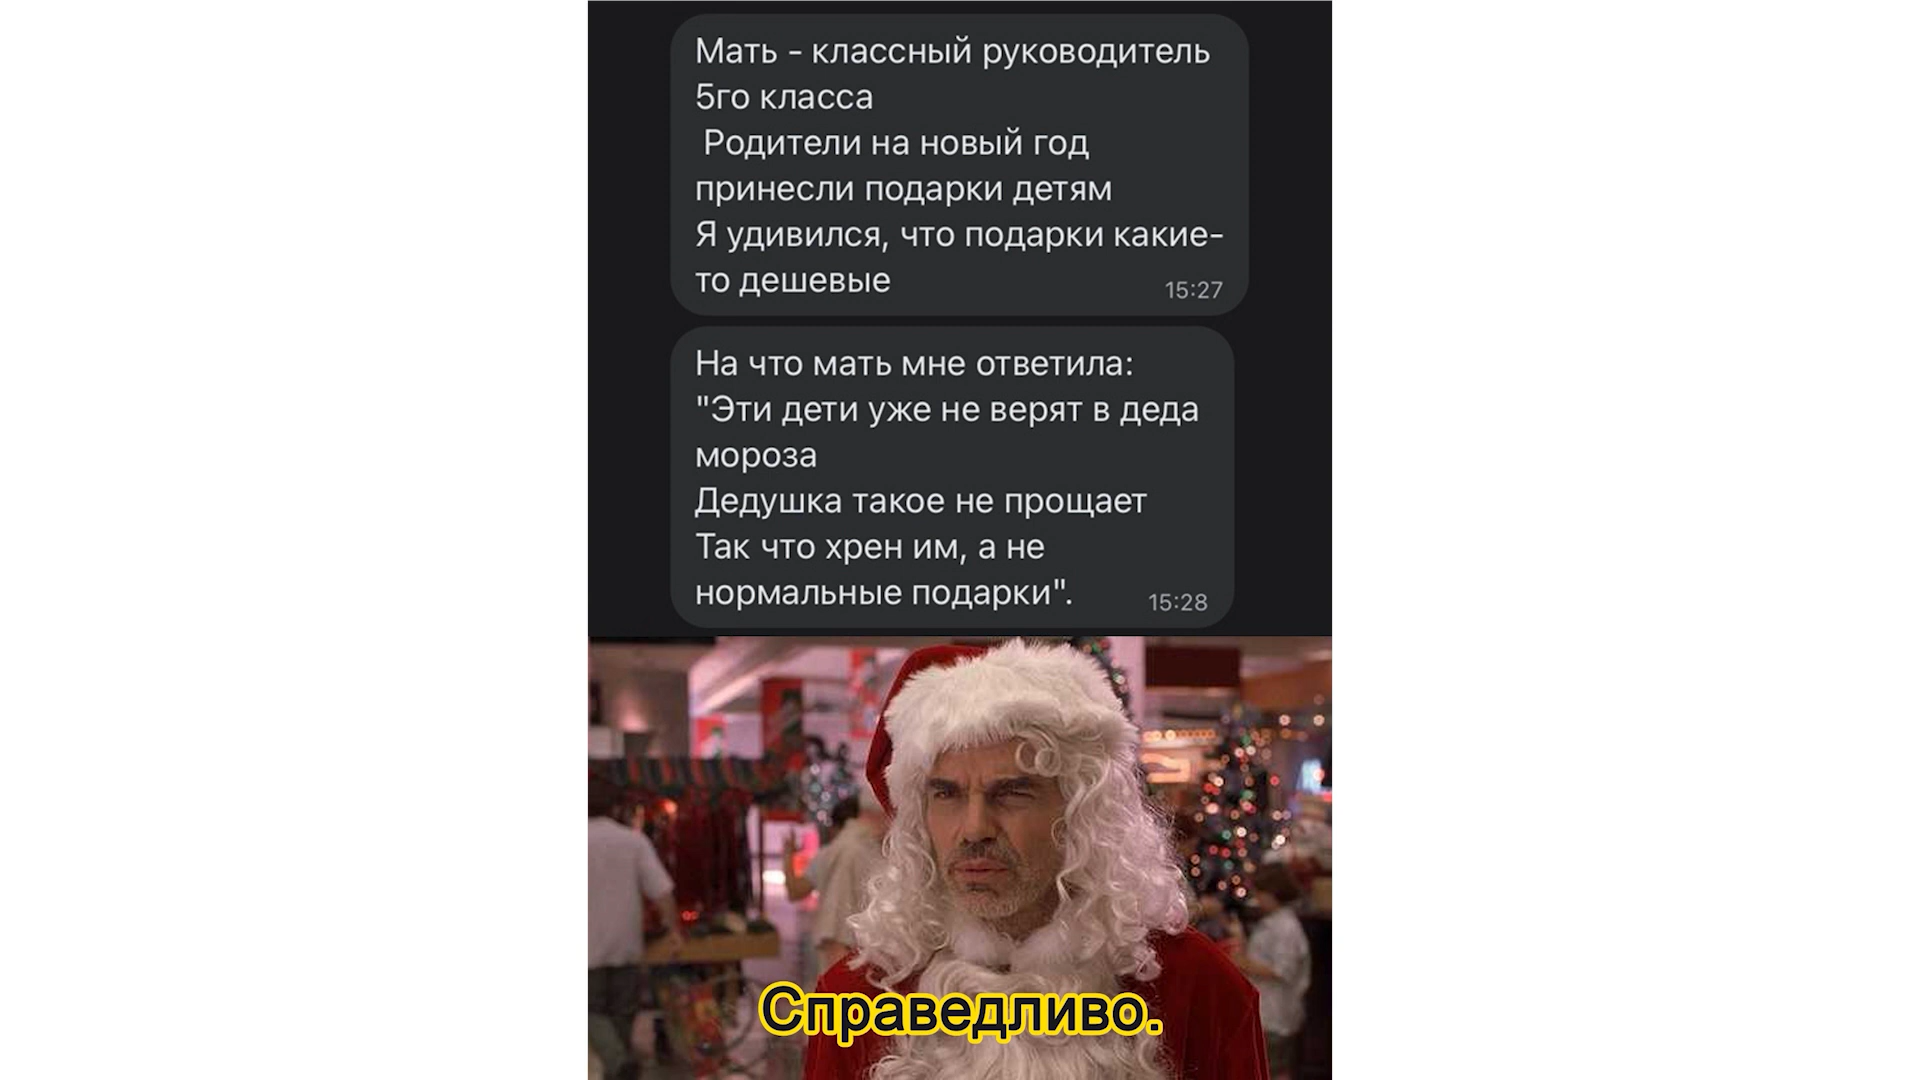 Мать - классный руководитель
5го класса
Родители на новый год
принесли подарки детям
Я удивился, что подарки какие-
то дешевые
15:27
На что мать мне ответила:
"Эти дети уже не верят в деда
мороза
Дедушка такое не прощает
Так что хрен им, а не
нормальные подарки".
15:28
Справедливо.